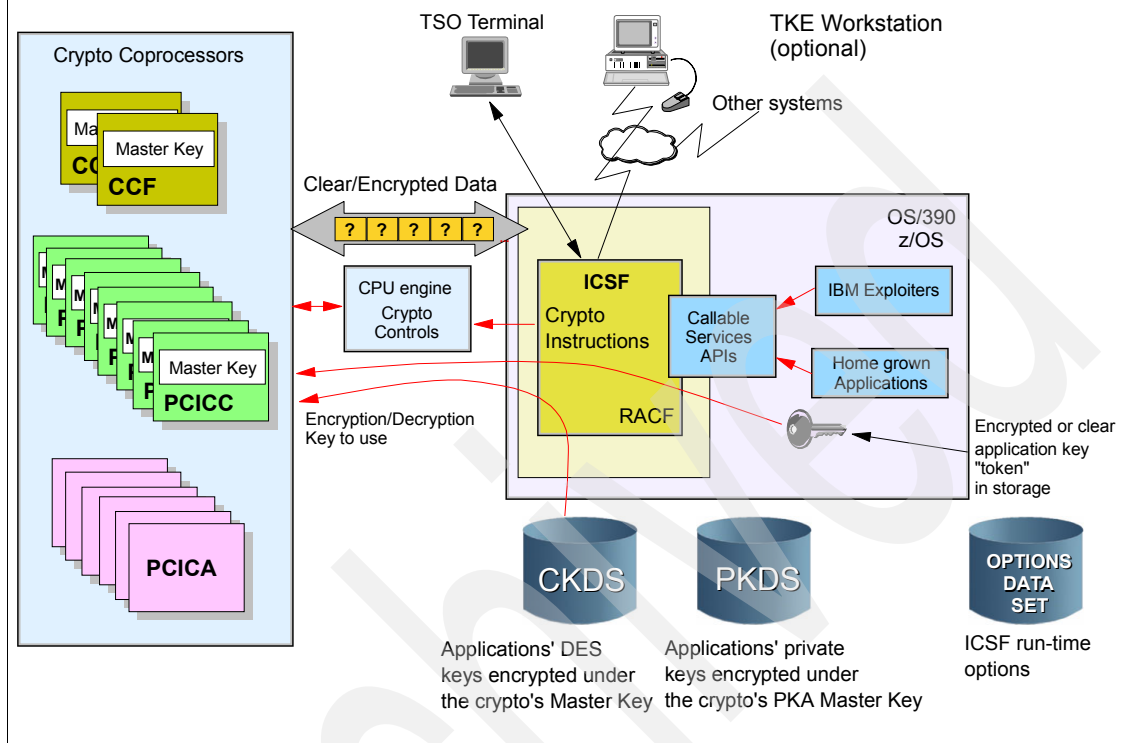 TSO Terminal
TKE Workstation
(optional)
Crypto Coprocessors
Other systems
Ma
Master Key
CC
CCF
Clear/Encrypted Data
? ? ? ? ?
OS/390
z/OS
ICSF
Crypto
Instructions
RACF
CPU engine
Crypto
Controls
Callable
Services
APIs
IBM Exploiters
Home grown
Applications
M
M
M
M
M
M
M
P
P
P
P
P
P
P
Master Key
PCICC
Encryption/Decryption
Key to use
Encrypted or clear
application key
"token"
in storage
PCICA
CKDS
PKDS
OPTIONS
DATA
SET
Applications' DES
keys encrypted under
the crypto's Master Key
Applications' private
keys encrypted under
the crypto's PKA Master Key
ICSF run-time
options